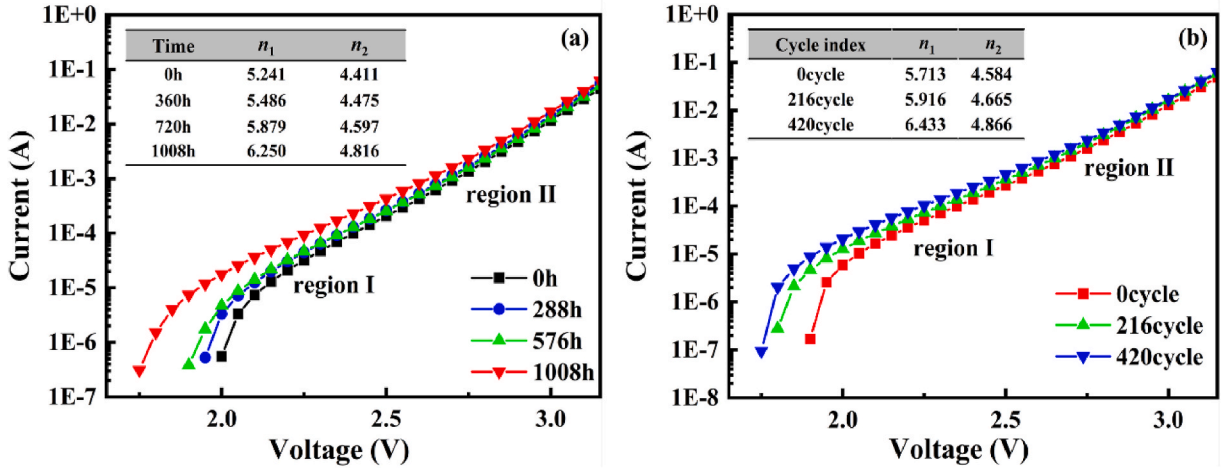 (a)
Time n1 n2
0h 5.241 4.411
360h 5.486 4.475
720h 5.879 4.597
1008h 6.250 4.816
1E+0
1E-1
1E-2
1E-3
1E-4
1E-5
1E-6
1E-7
Current (A)
region II
region I
0h
288h
576h
1008h
2.0 2.5 3.0
Voltage (V)
(b)
Cycle index n1 n2
0cycle 5.713 4.584
216cycle 5.916 4.665
420cycle 6.433 4.866
1E+0
1E-1
1E-2
1E-3
1E-4
1E-5
1E-6
1E-7
1E-8
Current (A)
region II
region I
0cycle
216cycle
420cycle
2.0 2.5 3.0
Voltage (V)